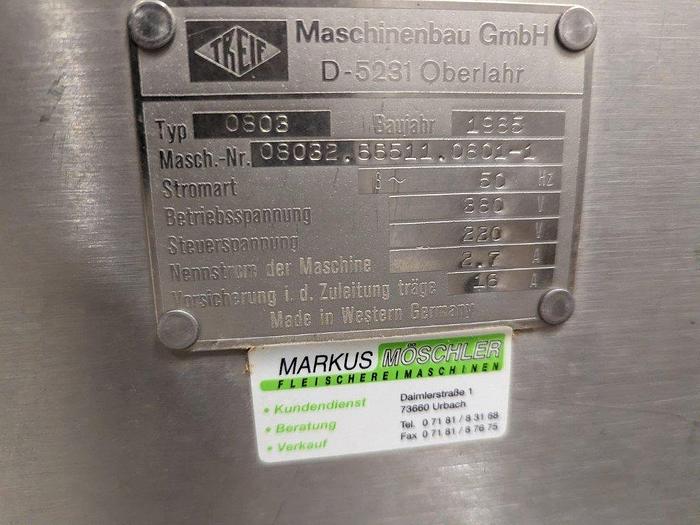 TREIF
Maschinenbau GmbH
D-5231 Oberlahr
Typ 0803 Baujahr 1985
Masch.-Nr. 08032.88511.0801-1
Stromart 3~ 50 Hz
Betriebsspannung 380 V
Steuerspannung 220 V
Nennstrom der Maschine 2.7 A
Vorsicherung i. d. Zuleitung träge 16 A
Made in Western Germany
MARKUS MÖSCHLER
FLEISCHEREIMASCHINEN
• Kundendienst
• Beratung
• Verkauf
Daimlerstraße 1
73660 Urbach
Tel. 0 71 81 / 8 31 68
Fax 0 71 81 / 8 76 75